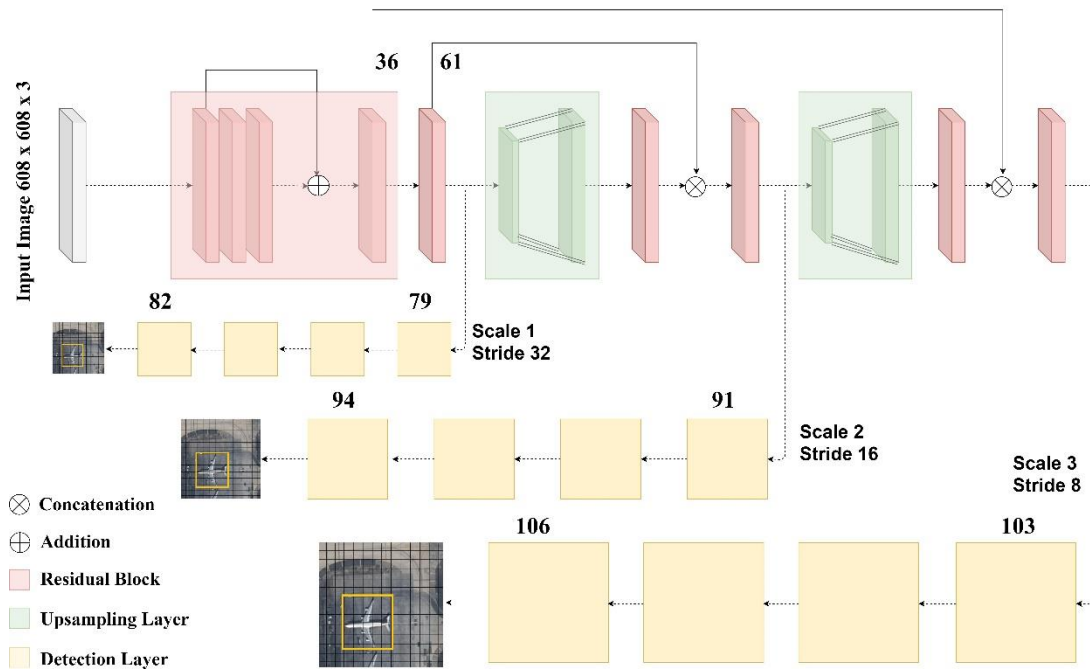 Input Image 608 x 608 x 3
36
61
82
79
Scale 1
Stride 32
94
91
Scale 2
Stride 16
Scale 3
Stride 8
106
103
Concatenation
Addition
Residual Block
Upsampling Layer
Detection Layer